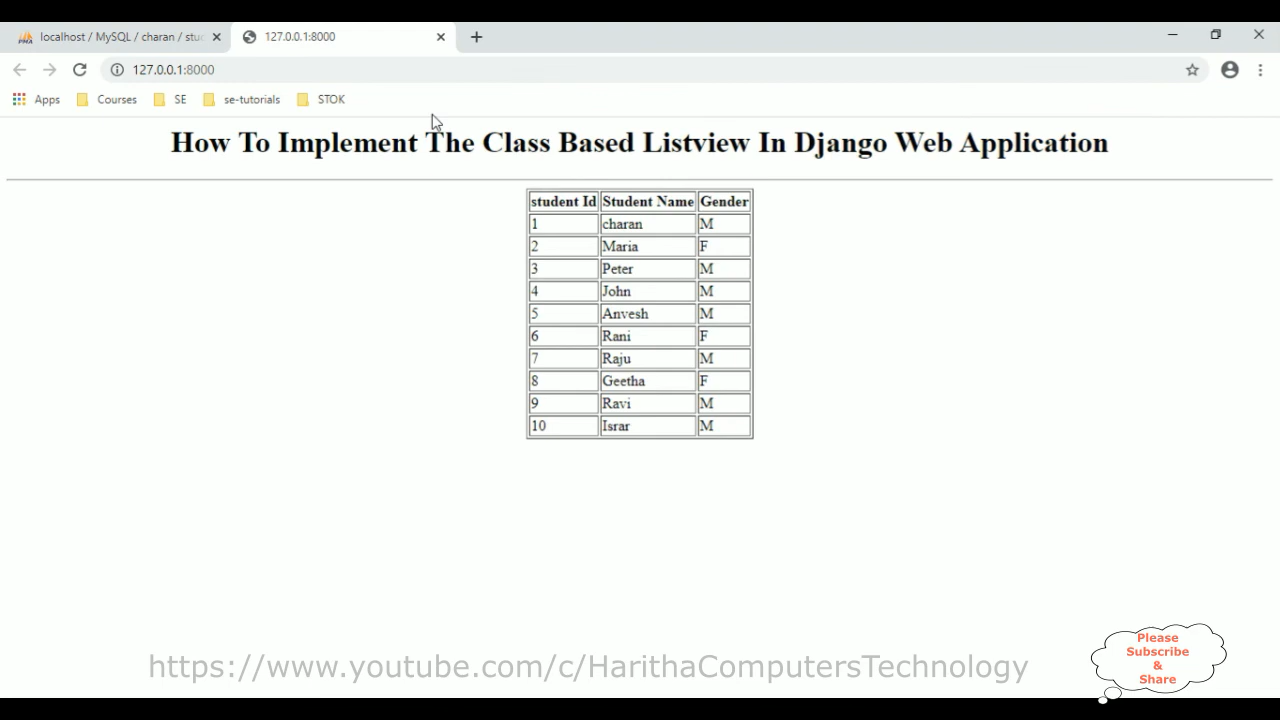 localhost / MySQL / charan / stu
127.0.0.1:8000
127.0.0.1:8000
Apps Courses SE se-tutorials STOK
How To Implement The Class Based Listview In Django Web Application
student Id Student Name Gender
1 charan M
2 Maria F
3 Peter M
4 John M
5 Anvesh M
6 Rani F
7 Raju M
8 Geetha F
9 Ravi M
10 Israr M
https://www.youtube.com/c/HarithaComputersTechnology
Please
Subscribe
&
Share